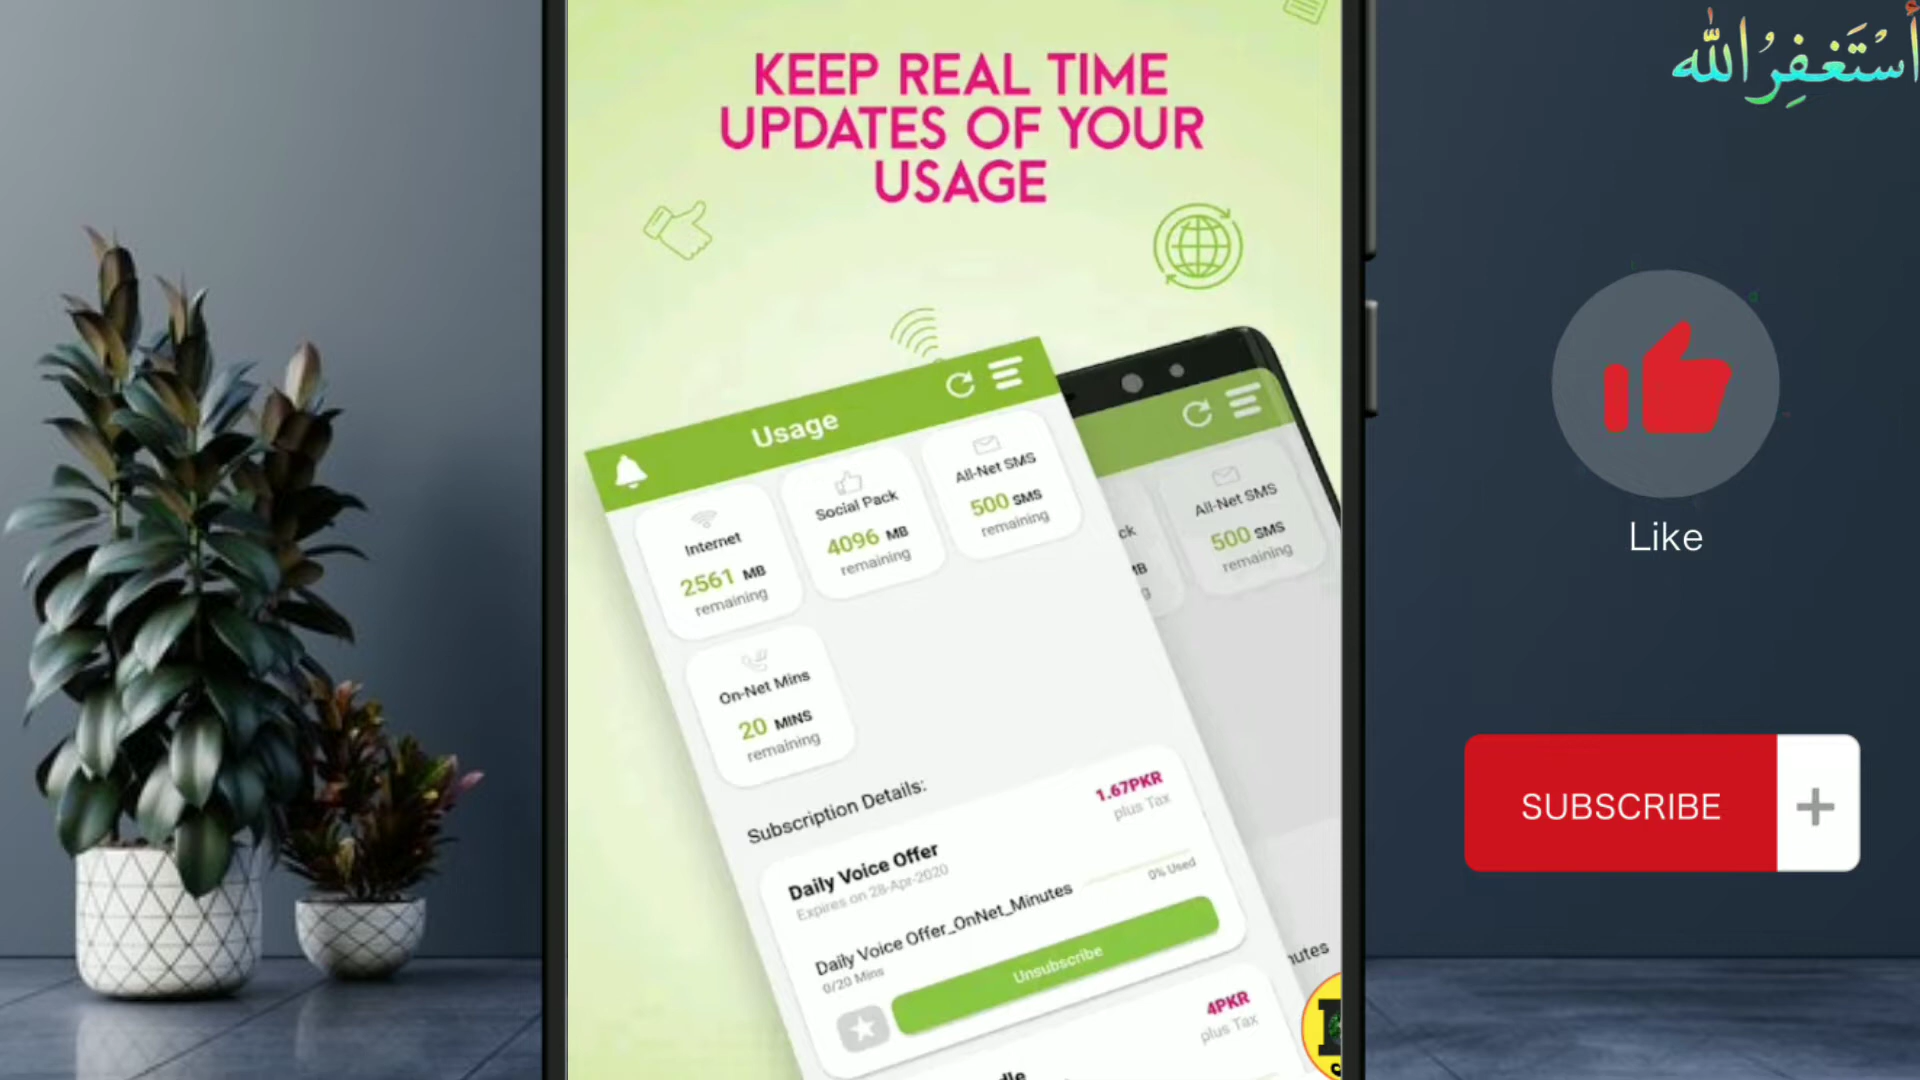 أَسْتَغْفِرُ اللّٰه
KEEP REAL TIME
UPDATES OF YOUR
USAGE
Usage
Internet
2561 MB
remaining
Social Pack
4096 MB
remaining
All-Net SMS
500 SMS
remaining
On-Net Mins
20 MINS
remaining
ck
MB
All-Net SMS
500 SMS
remaining
Subscription Details:
1.67PKR
plus Tax
Daily Voice Offer
Expires on 28-Apr-2020
Daily Voice Offer_OnNet_Minutes
0% Used
0/20 Mins
Unsubscribe
4PKR
plus Tax
Like
SUBSCRIBE
+